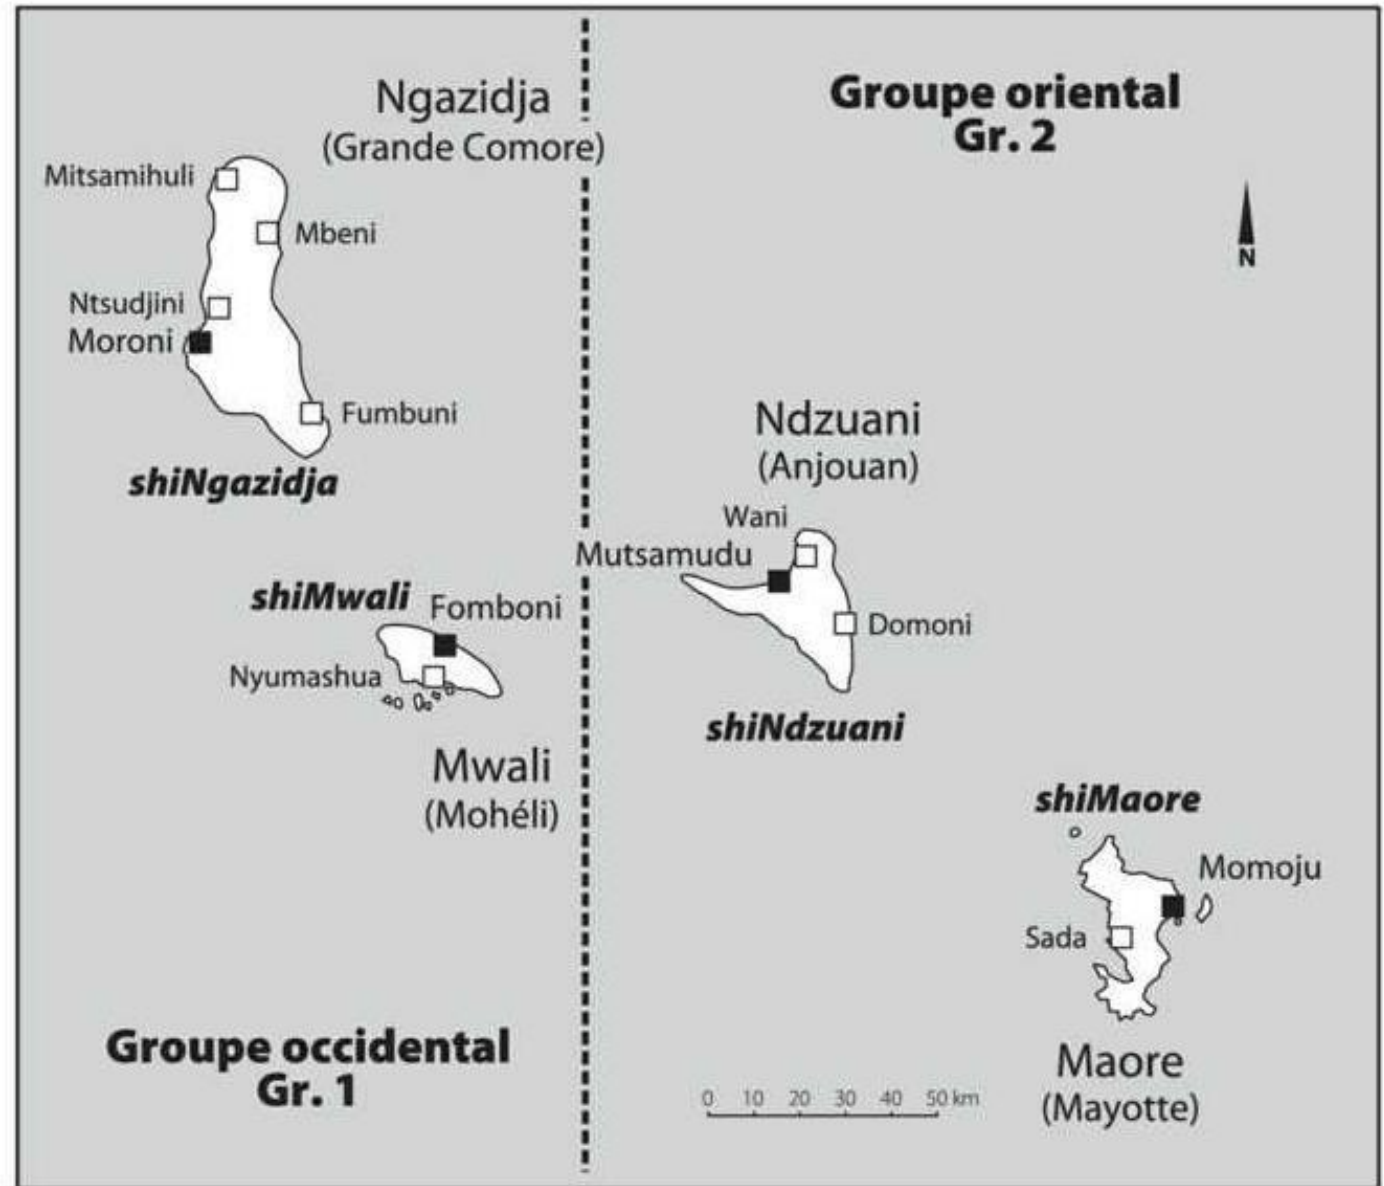 Ngazidja
(Grande Comore)
Groupe oriental
Gr. 2
Mitsamihuli
Mbeni
N
Ntsudjini
Moroni
Fumbuni
shiNgazidja
Ndzuani
(Anjouan)
Wani
Mutsamudu
Domoni
shiNdzuani
shiMwali
Fomboni
Nyumashua
Mwali
(Mohéli)
shiMaore
Momoju
Sada
Maore
(Mayotte)
Groupe occidental
Gr. 1
0 10 20 30 40 50 km